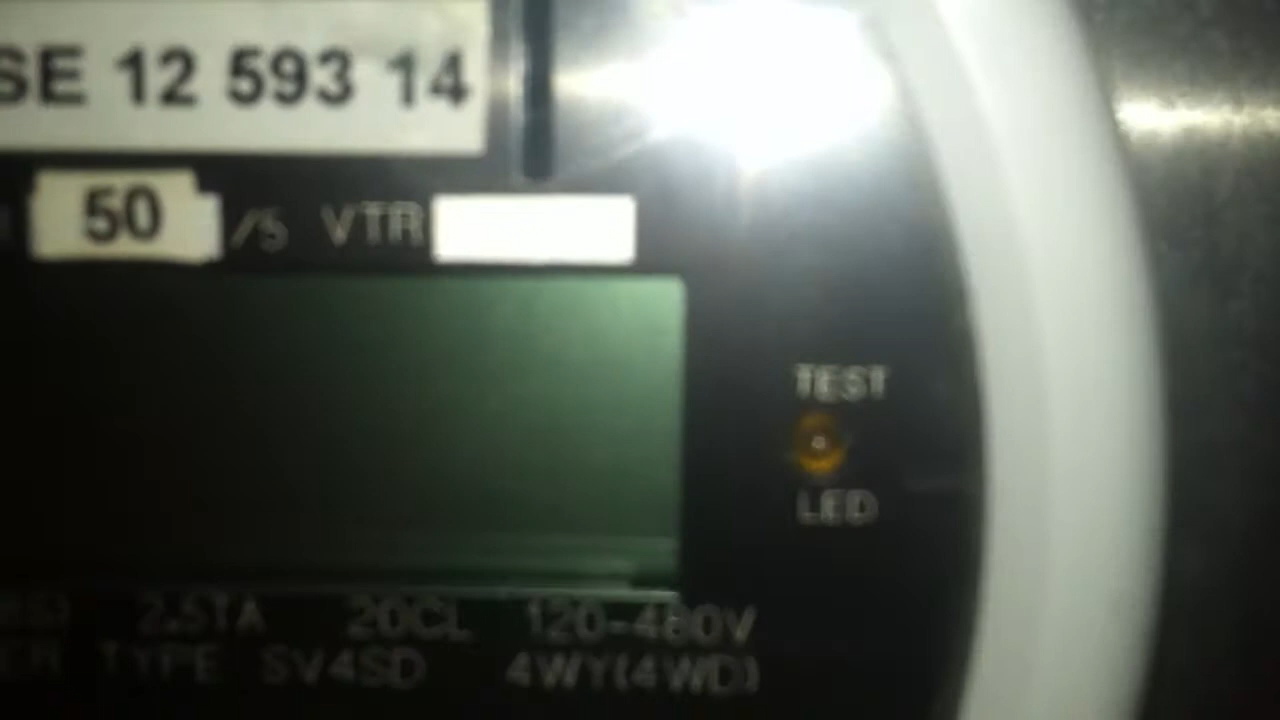 SE 12 593 14
50 /5 VTR
TEST
LED
2.5TA 20CL 120-480V
TYPE SV4SD 4WY(4WD)